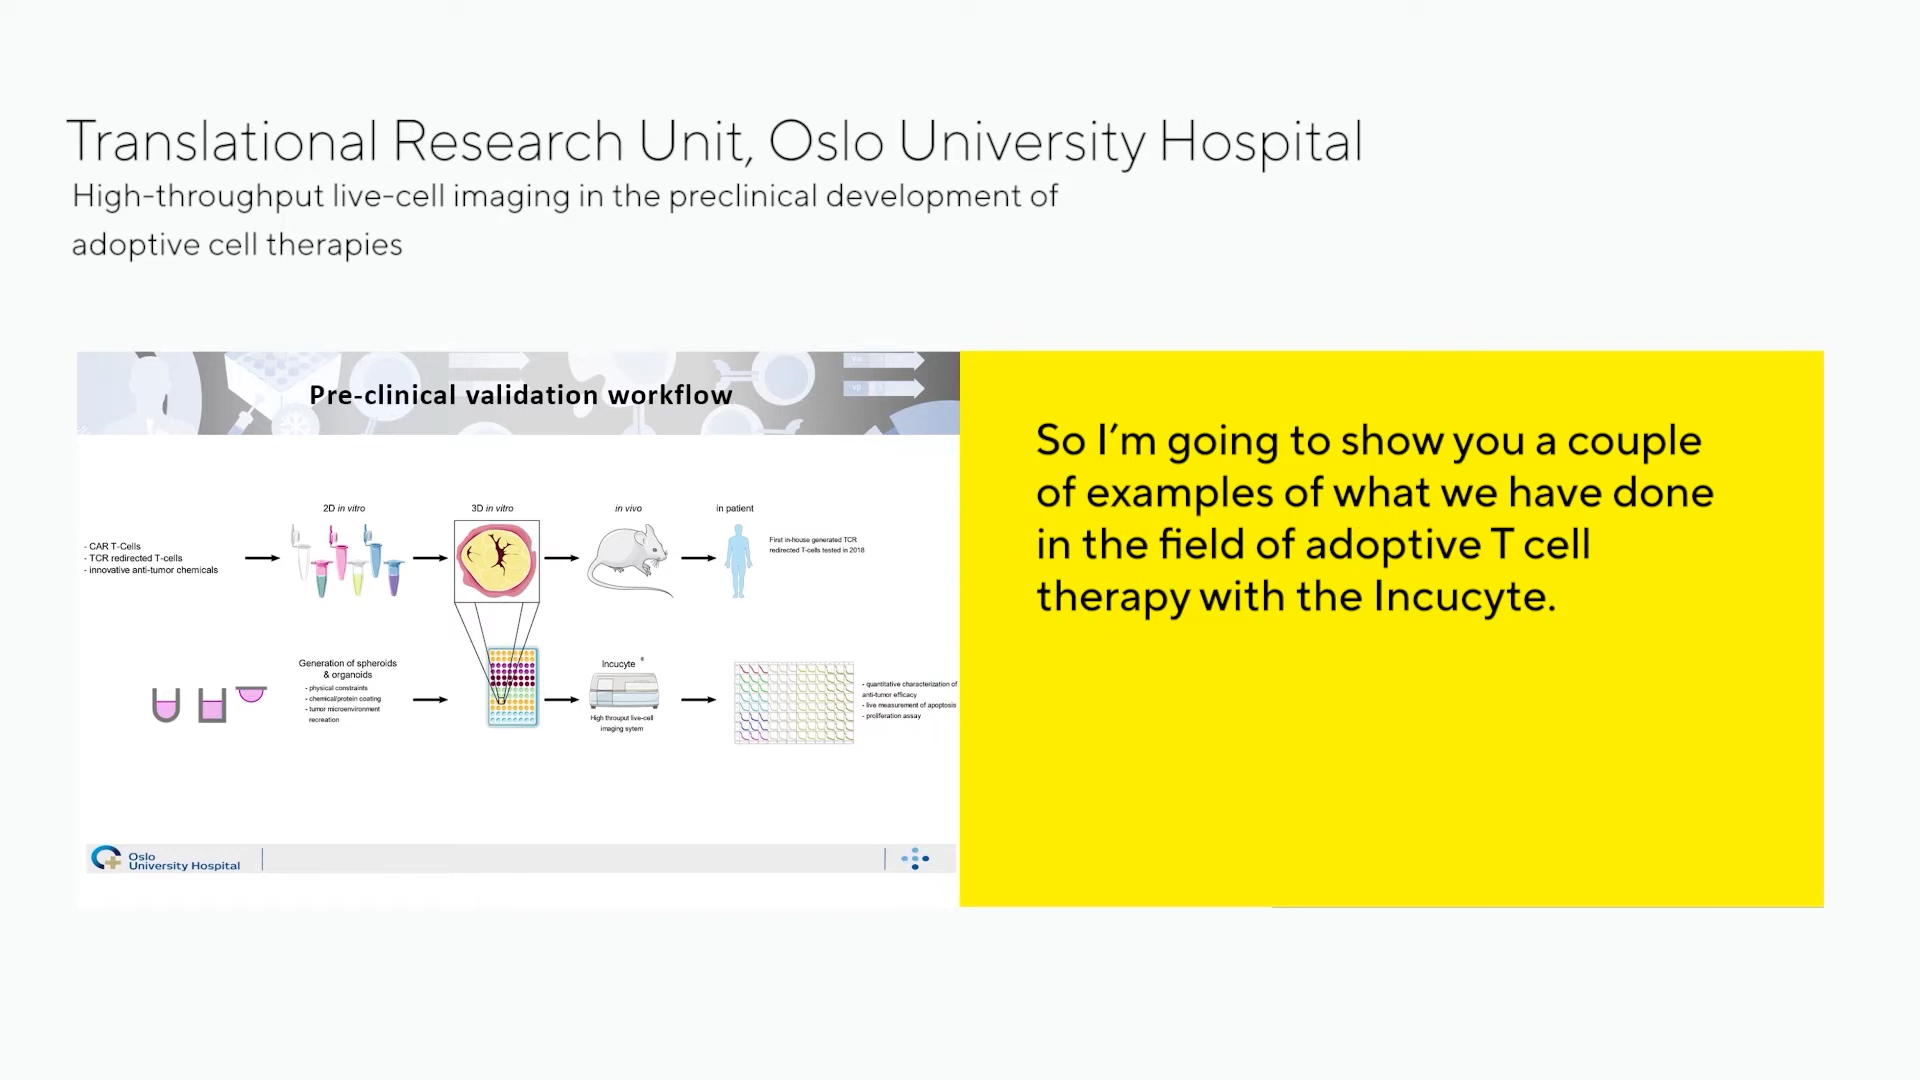 Translational Research Unit, Oslo University Hospital
High-throughput live-cell imaging in the preclinical development of
adoptive cell therapies
Pre-clinical validation workflow
2D in vitro
3D in vitro
in vivo
in patient
- CAR T-Cells
- TCR redirected T-cells
- innovative anti-tumor chemicals
First in-house generated TCR
redirected T-cells tested in 2018
Generation of spheroids
& organoids
- physical constraints
- chemical/protein coating
- tumor microenvironment
recreation
Incucyte ®
High throuput live-cell
imaging sytem
- quantitative characterization of
anti-tumor efficacy
- live measurement of apoptosis
- proliferation assay
Oslo
University Hospital
So I’m going to show you a couple
of examples of what we have done
in the field of adoptive T cell
therapy with the Incucyte.